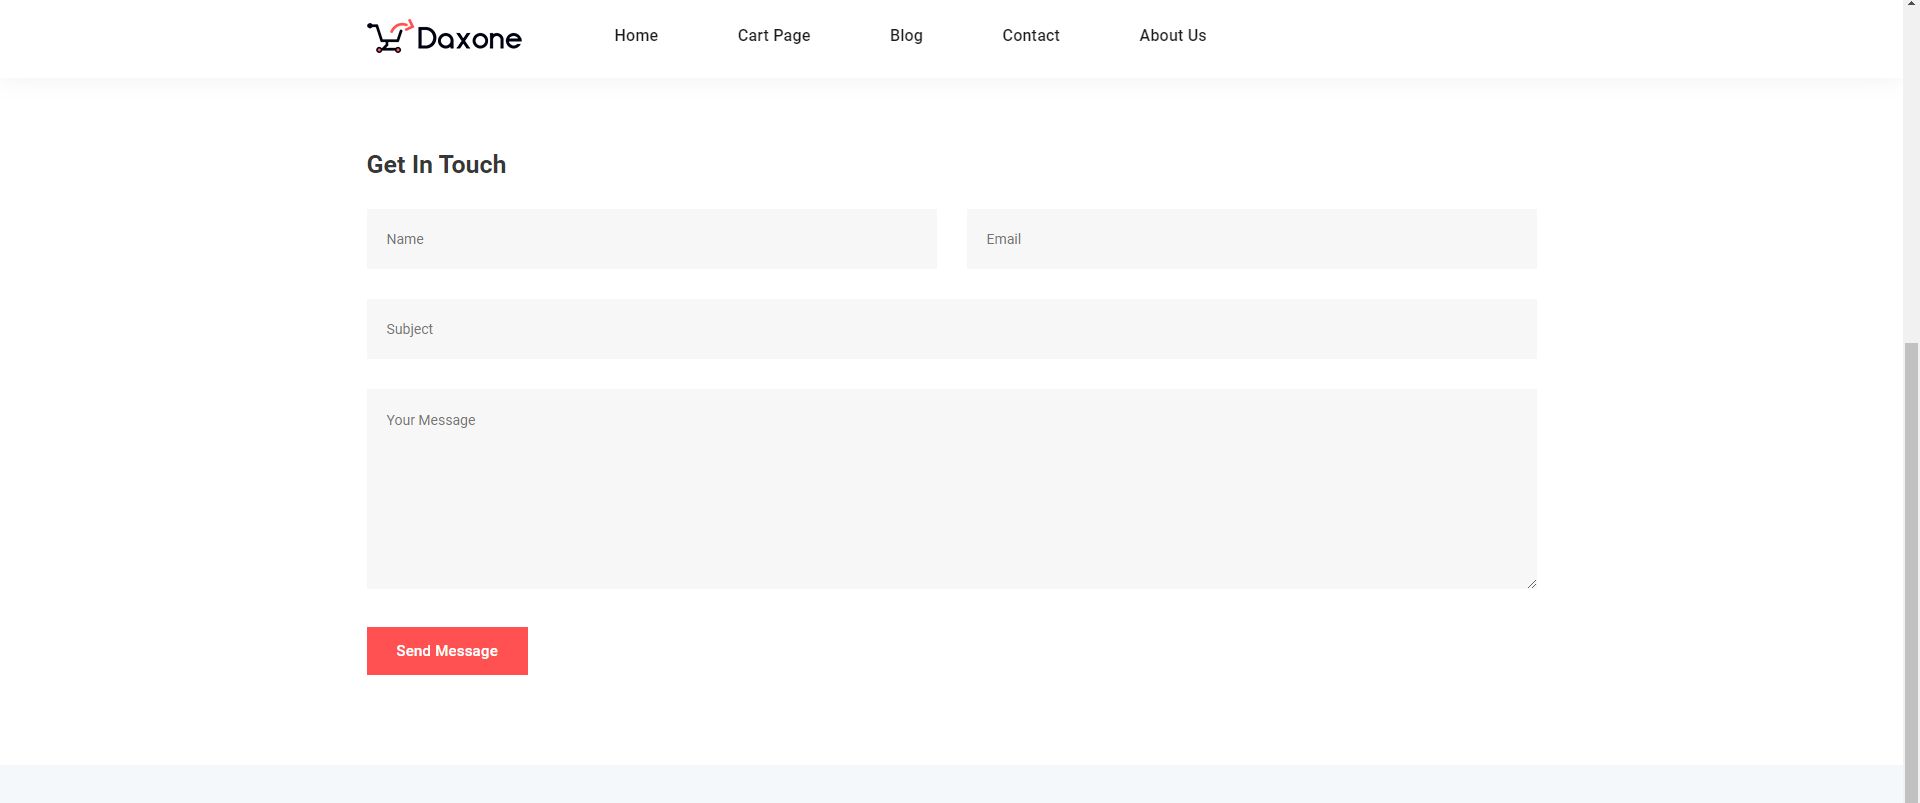 Daxone
Home
Cart Page
Blog
Contact
About Us
Get In Touch
Name
Email
Subject
Your Message
Send Message